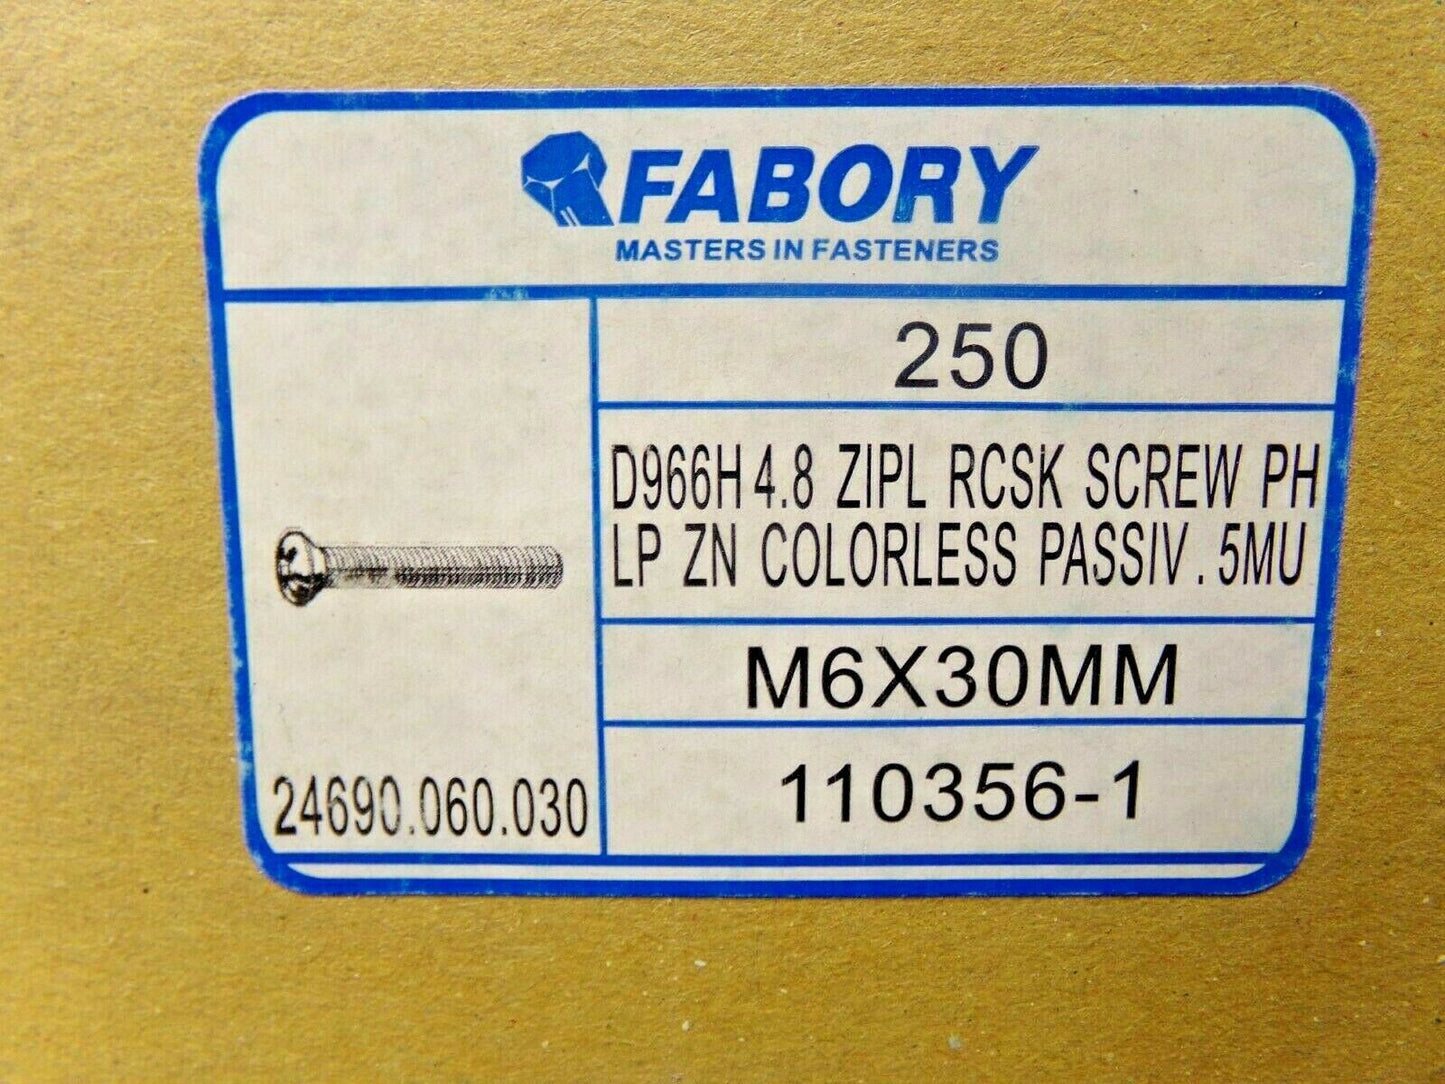 FABORY
MASTERS IN FASTENERS
250
D966H 4.8 ZIPL RCSK SCREW PH
LP ZN COLORLESS PASSIV . 5MU
M6X30MM
24690.060.030
110356-1